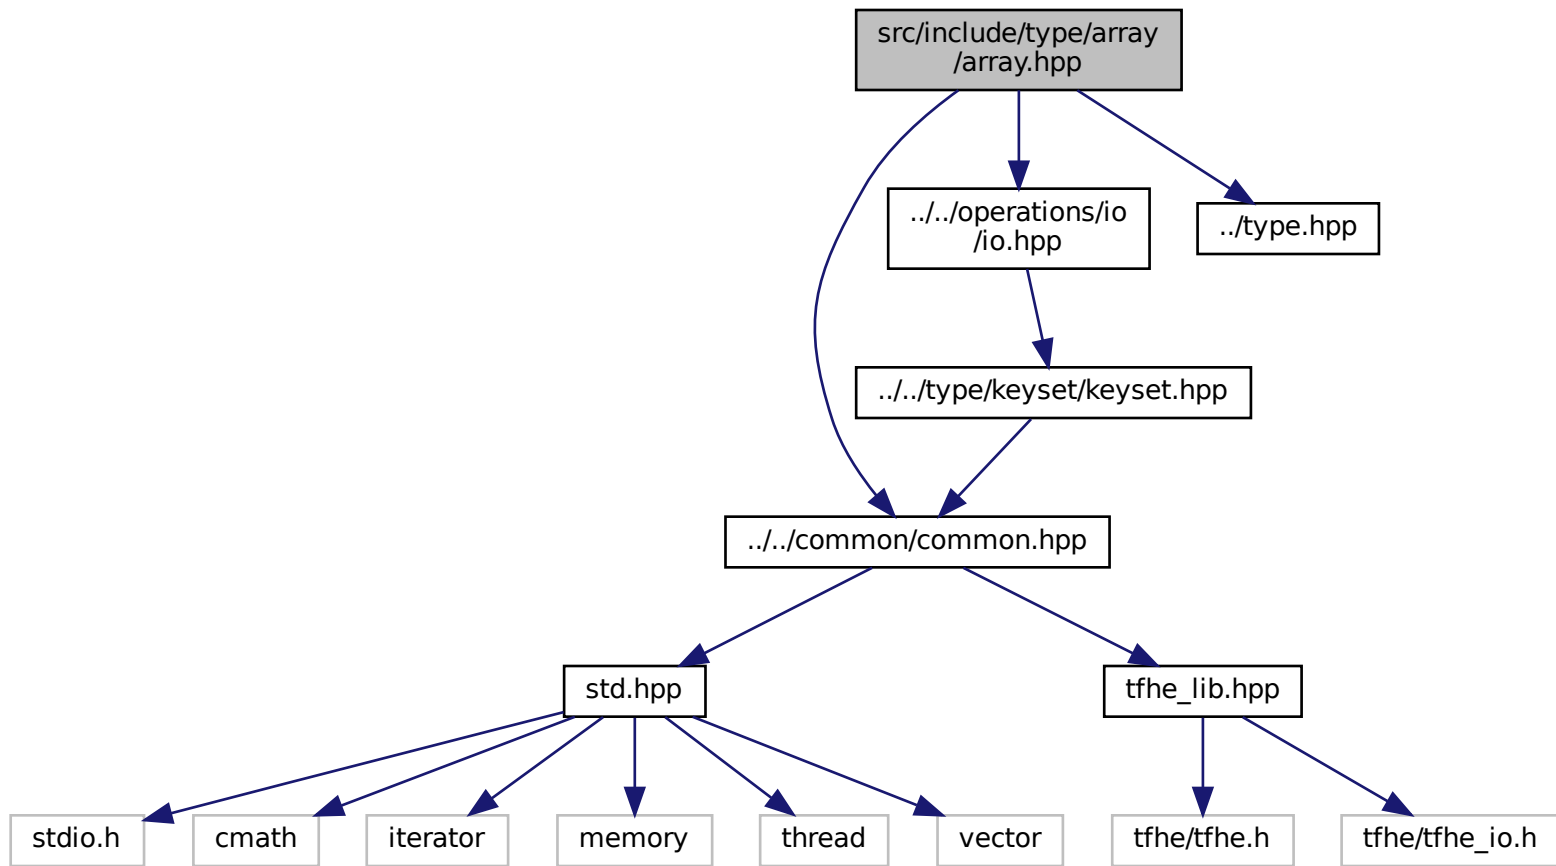 src/include/type/array
/array.hpp
../../operations/io
/io.hpp
../type.hpp
../../type/keyset/keyset.hpp
../../common/common.hpp
std.hpp
tfhe_lib.hpp
stdio.h
cmath
iterator
memory
thread
vector
tfhe/tfhe.h
tfhe/tfhe_io.h